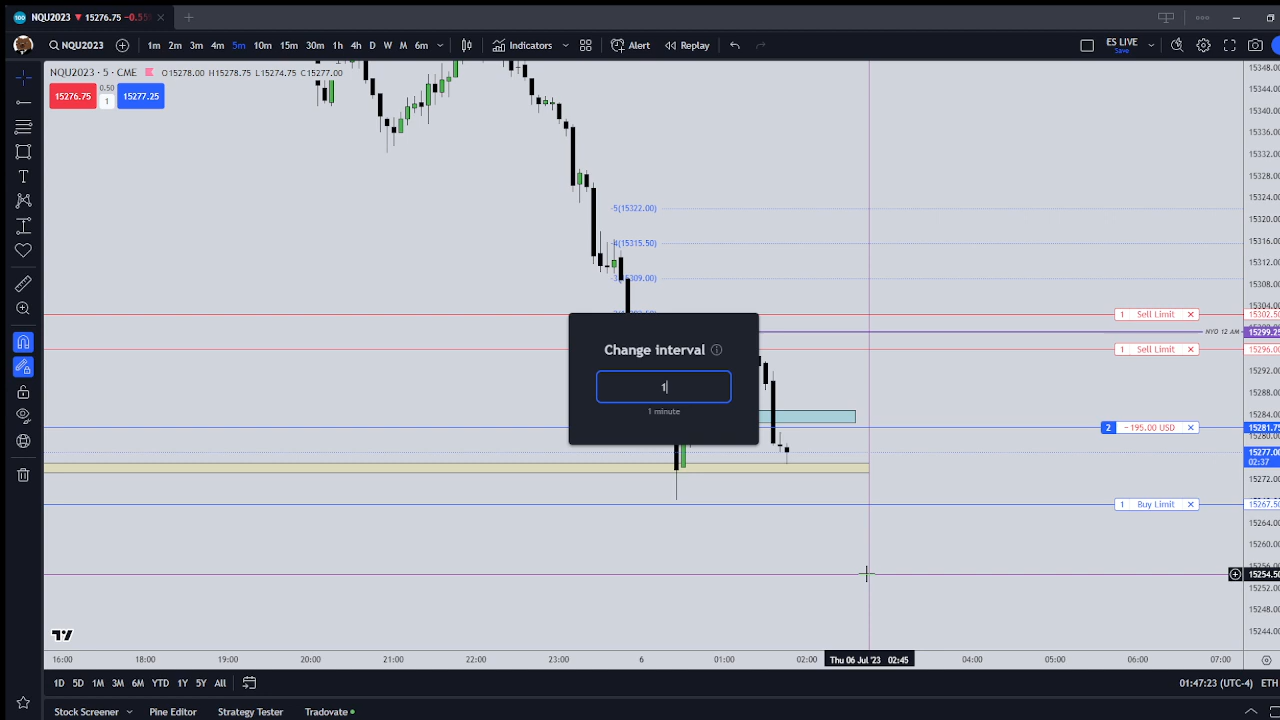 NQU2023 ▼ 15276.75 −0.55
NQU2023 1m 2m 3m 4m 5m 10m 15m 30m 1h 4h D W M 6m Indicators Alert Replay ES LIVE
Save
NQU2023 · 5 · CME O15278.00 H15278.75 L15274.75 C15277.00
15276.75 0.50 1 15277.25
15348.00
15344.00
15340.00
15336.00
15332.00
15328.00
15324.00
-5(15322.00)
15320.00
15316.00
-4(15315.50)
15312.00
-3(15309.00)
15308.00
15304.00
1 Sell Limit 15302.50
NYO 12 AM 15299.25
1 Sell Limit 15296.00
Change interval
1
1 minute
15292.00
15288.00
15284.00
2 −195.00 USD 15281.75
15280.00
15277.00
02:37
15272.00
1 Buy Limit 15267.50
15264.00
15260.00
15256.00
15254.50
15252.00
15248.00
15244.00
16:00 18:00 19:00 20:00 21:00 22:00 23:00 6 01:00 02:00 Thu 06 Jul '23 02:45 04:00 05:00 06:00 07:00
1D 5D 1M 3M 6M YTD 1Y 5Y All 01:47:23 (UTC-4) ETH
Stock Screener Pine Editor Strategy Tester Tradovate